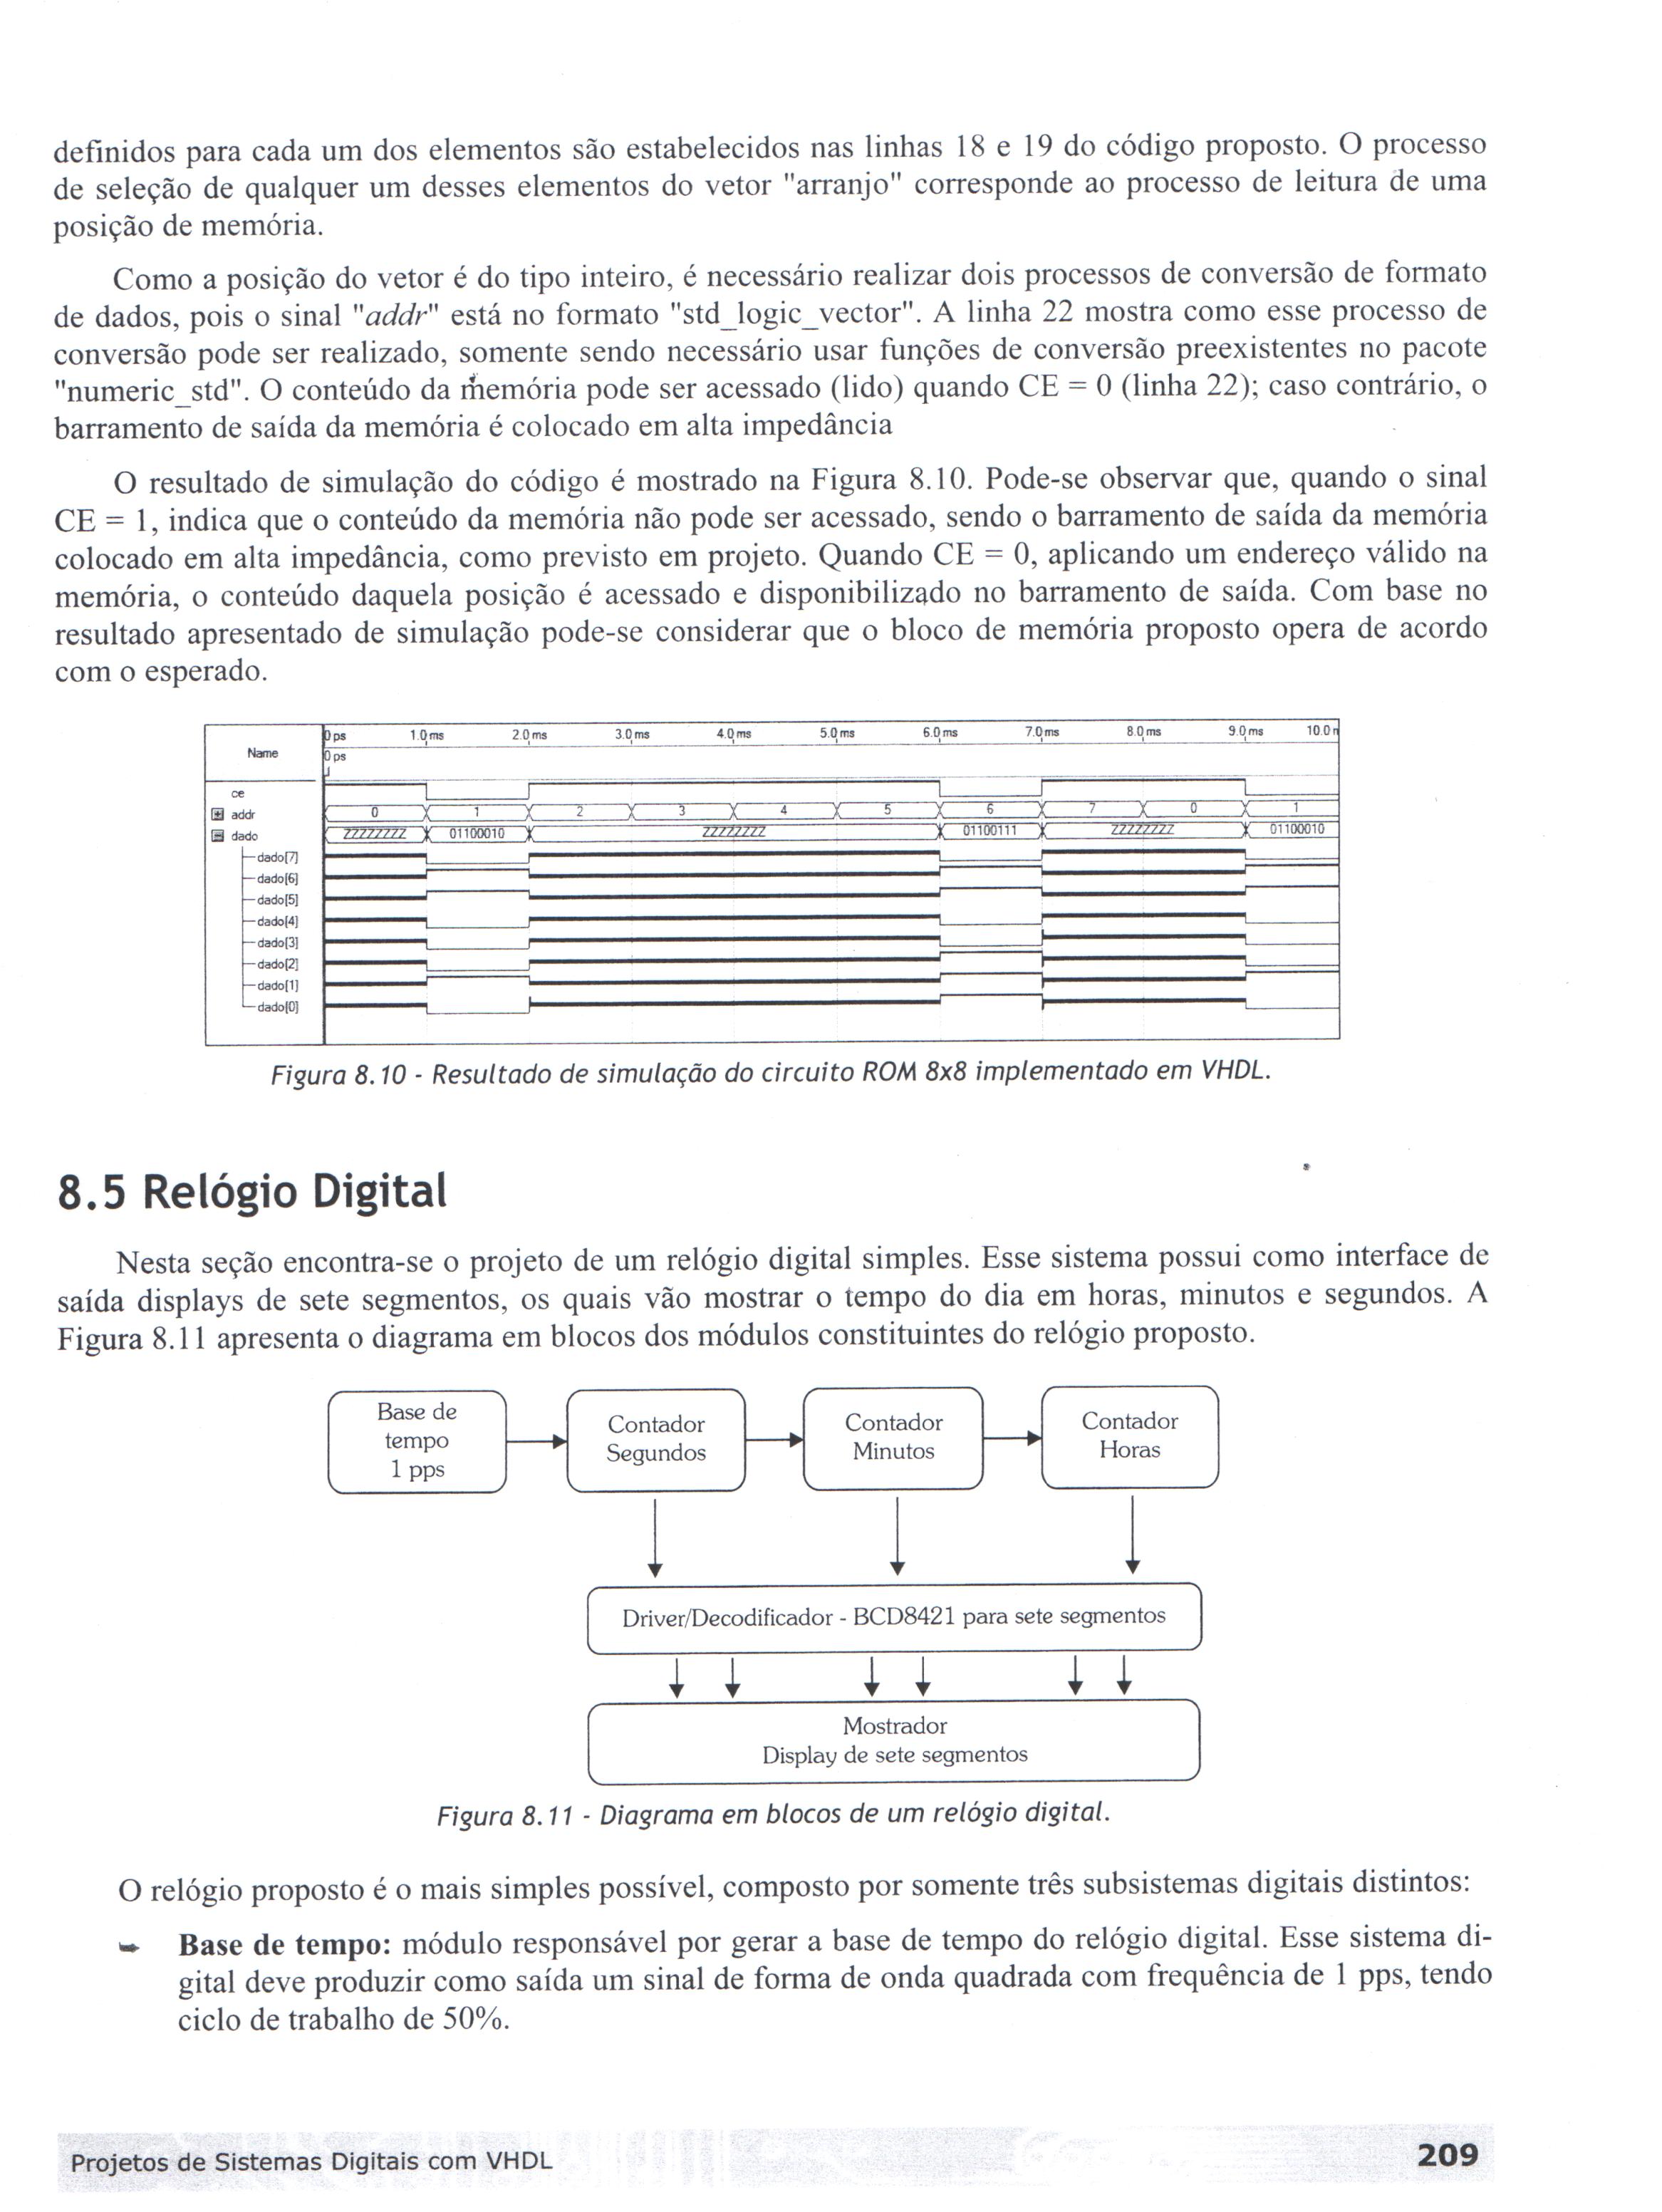 definidos para cada um dos elementos são estabelecidos nas linhas 18 e 19 do código proposto. O processo
de seleção de qualquer um desses elementos do vetor "arranjo" corresponde ao processo de leitura de uma
posição de memória.
Como a posição do vetor é do tipo inteiro, é necessário realizar dois processos de conversão de formato
de dados, pois o sinal "addr" está no formato "std_logic_vector". A linha 22 mostra como esse processo de
conversão pode ser realizado, somente sendo necessário usar funções de conversão preexistentes no pacote
"numeric_std". O conteúdo da memória pode ser acessado (lido) quando CE = 0 (linha 22); caso contrário, o
barramento de saída da memória é colocado em alta impedância
O resultado de simulação do código é mostrado na Figura 8.10. Pode-se observar que, quando o sinal
CE = 1, indica que o conteúdo da memória não pode ser acessado, sendo o barramento de saída da memória
colocado em alta impedância, como previsto em projeto. Quando CE = 0, aplicando um endereço válido na
memória, o conteúdo daquela posição é acessado e disponibilizado no barramento de saída. Com base no
resultado apresentado de simulação pode-se considerar que o bloco de memória proposto opera de acordo
com o esperado.
0 ps 1.0 ms 2.0 ms 3.0 ms 4.0 ms 5.0 ms 6.0 ms 7.0 ms 8.0 ms 9.0 ms 10.0 m
Name
0 ps
ce
addr 0 1 2 3 4 5 6 7 0 1
dado ZZZZZZZZ 01100010 ZZZZZZZZ 01100111 ZZZZZZZZ 01100010
dado[7]
dado[6]
dado[5]
dado[4]
dado[3]
dado[2]
dado[1]
dado[0]
Figura 8.10 - Resultado de simulação do circuito ROM 8x8 implementado em VHDL.
8.5 Relógio Digital
Nesta seção encontra-se o projeto de um relógio digital simples. Esse sistema possui como interface de
saída displays de sete segmentos, os quais vão mostrar o tempo do dia em horas, minutos e segundos. A
Figura 8.11 apresenta o diagrama em blocos dos módulos constituintes do relógio proposto.
Base de
tempo
1 pps
Contador
Segundos
Contador
Minutos
Contador
Horas
Driver/Decodificador - BCD8421 para sete segmentos
Mostrador
Display de sete segmentos
Figura 8.11 - Diagrama em blocos de um relógio digital.
O relógio proposto é o mais simples possível, composto por somente três subsistemas digitais distintos:
➥ Base de tempo: módulo responsável por gerar a base de tempo do relógio digital. Esse sistema di-
gital deve produzir como saída um sinal de forma de onda quadrada com frequência de 1 pps, tendo
ciclo de trabalho de 50%.
Projetos de Sistemas Digitais com VHDL 209